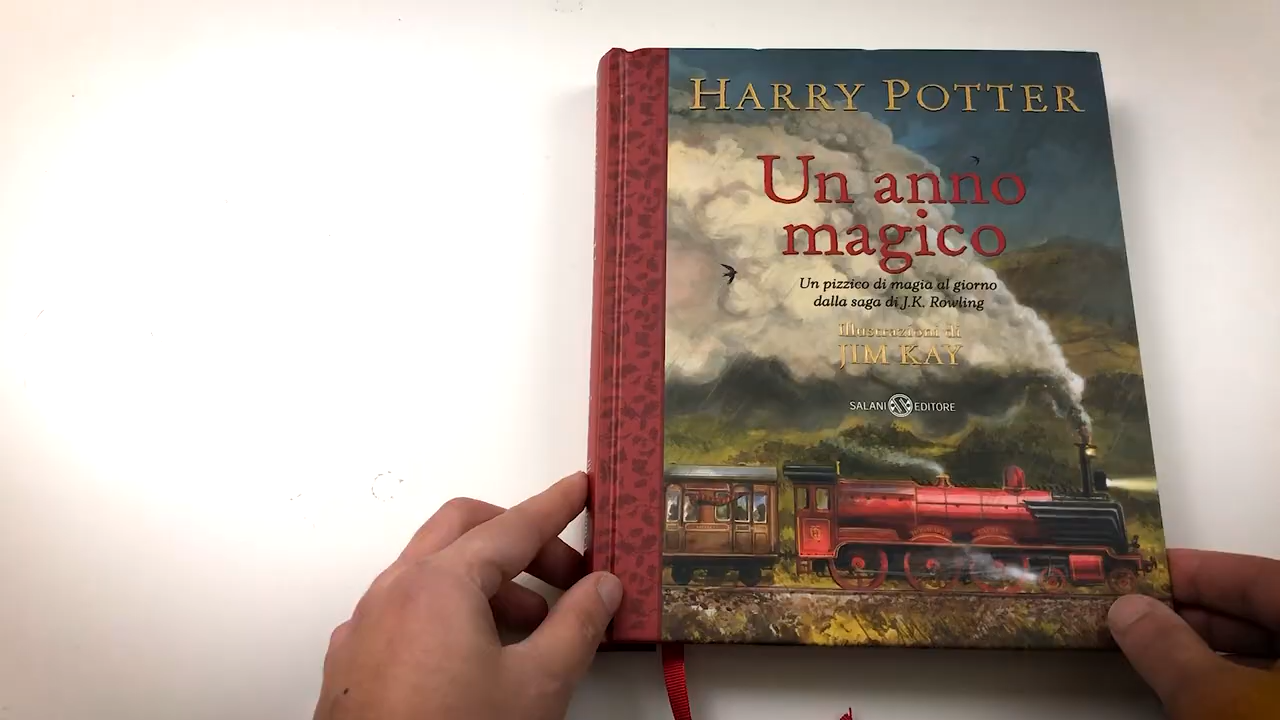 HARRY POTTER
Un anno
magico
Un pizzico di magia al giorno
dalla saga di J.K. Rowling
Illustrazioni di
JIM KAY
SALANI EDITORE